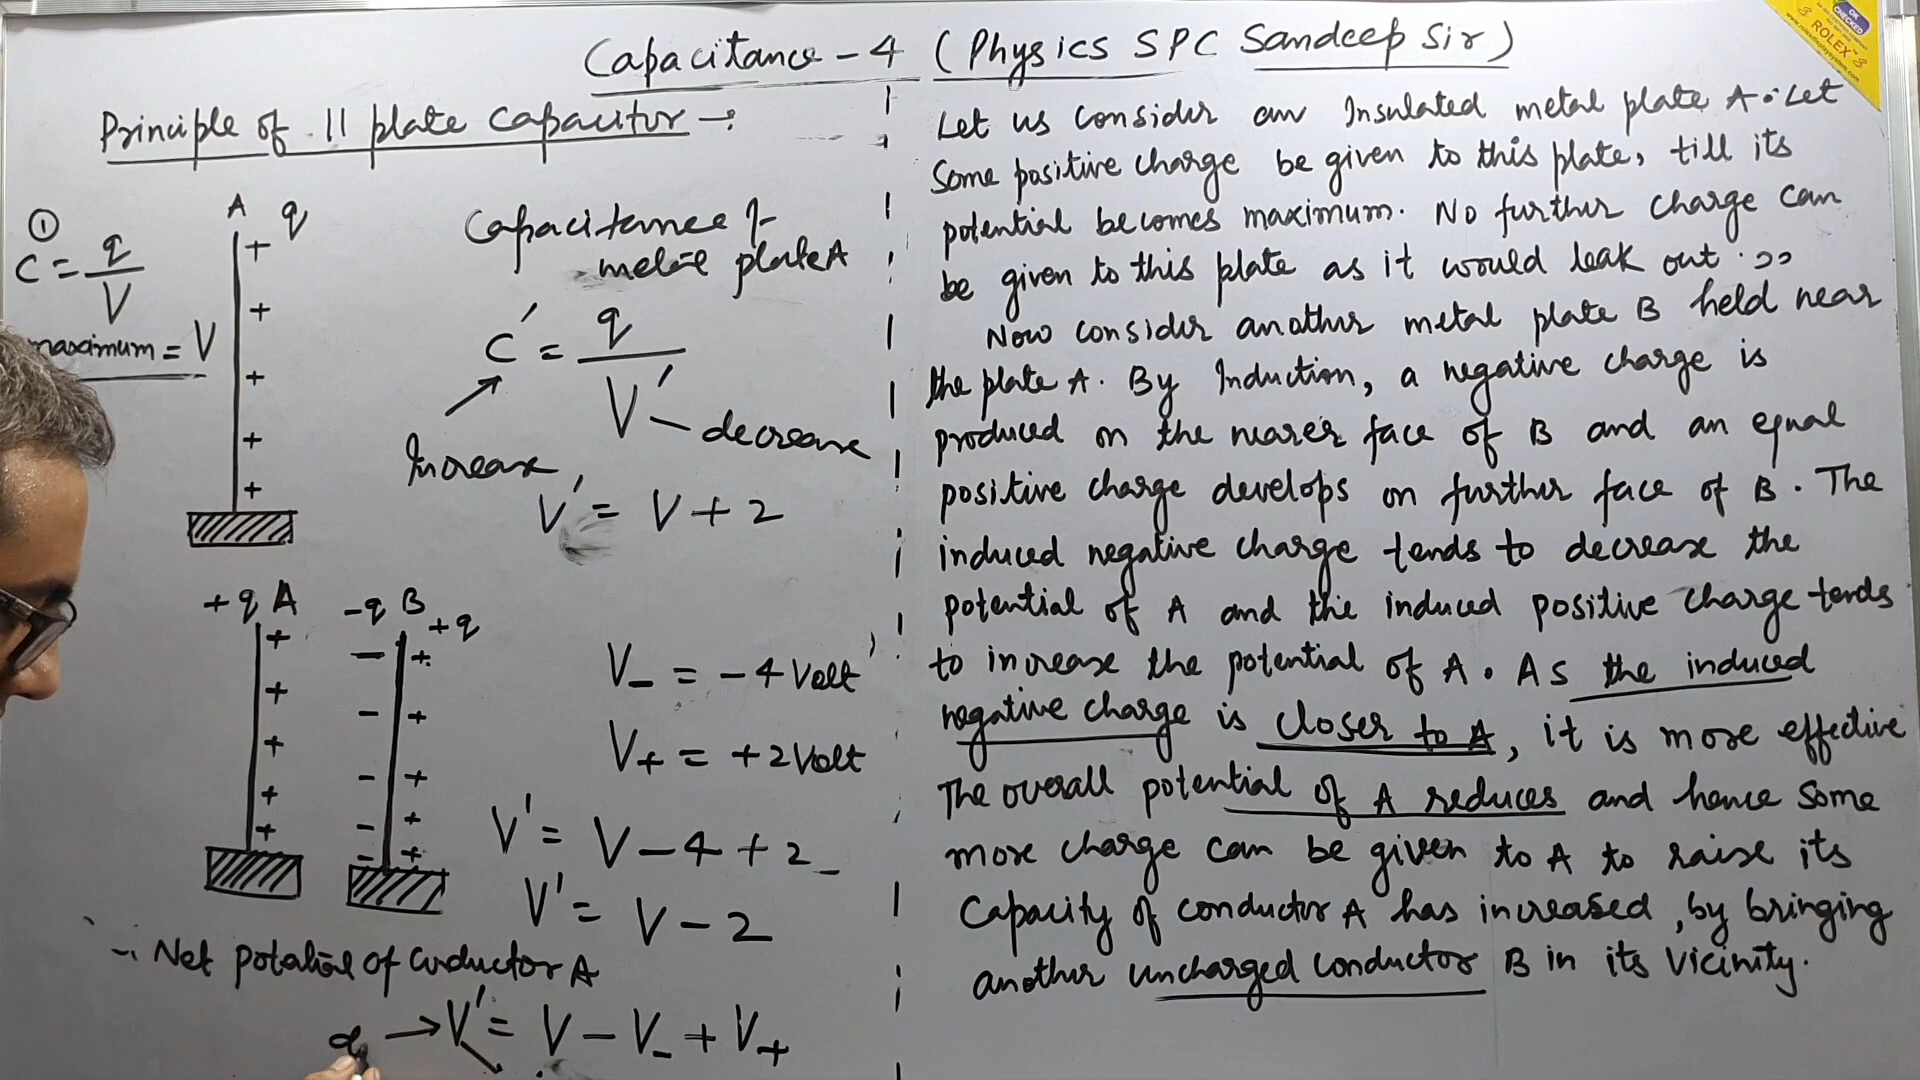 Capacitance - 4 (Physics SPC Sandeep Sir)
Principle of || plate capacitor →:
①
C = q/V
maximum = V
A q
+
+
+
+
+
Capacitance of
metal plate A
C' = q/V'
decrease
Increase
V' = V + 2
+q A -q B +q
V_ = -4 Volt
V+ = +2 Volt
V' = V - 4 + 2
V' = V - 2
Net potential of conductor A
→ V' = V - V_ + V+
Let us consider an Insulated metal plate A. Let
Some positive charge be given to this plate, till its
potential becomes maximum. No further charge can
be given to this plate as it would leak out.
Now consider another metal plate B held near
the plate A. By Induction, a negative charge is
produced on the nearer face of B and an equal
positive charge develops on further face of B. The
induced negative charge tends to decrease the
potential of A and the induced positive charge tends
to increase the potential of A. As the induced
negative charge is closer to A, it is more effective
The overall potential of A reduces and hence some
more charge can be given to A to raise its
Capacity of conductor A has increased, by bringing
another uncharged conductor B in its vicinity.
OK
CHECKED
ROLEX